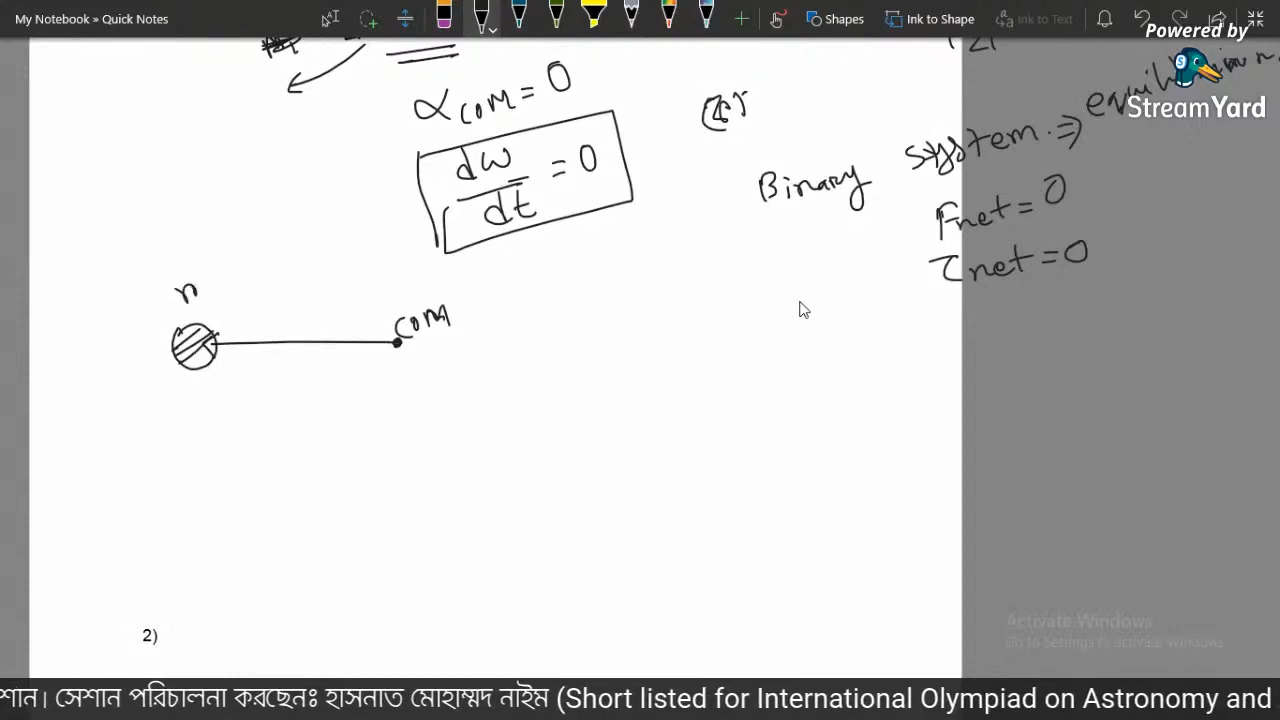 My Notebook » Quick Notes
Shapes
Ink to Shape
Ink to Text
Powered by
StreamYard
α COM = 0
dω
dt
= 0
Binary system. ⇒
Fnet = 0
τnet = 0
n
COM
2)
Activate Windows
Go to Settings to activate Windows
শান। সেশান পরিচালনা করছেনঃ হাসনাত মোহাম্মদ নাইম (Short listed for International Olympiad on Astronomy and